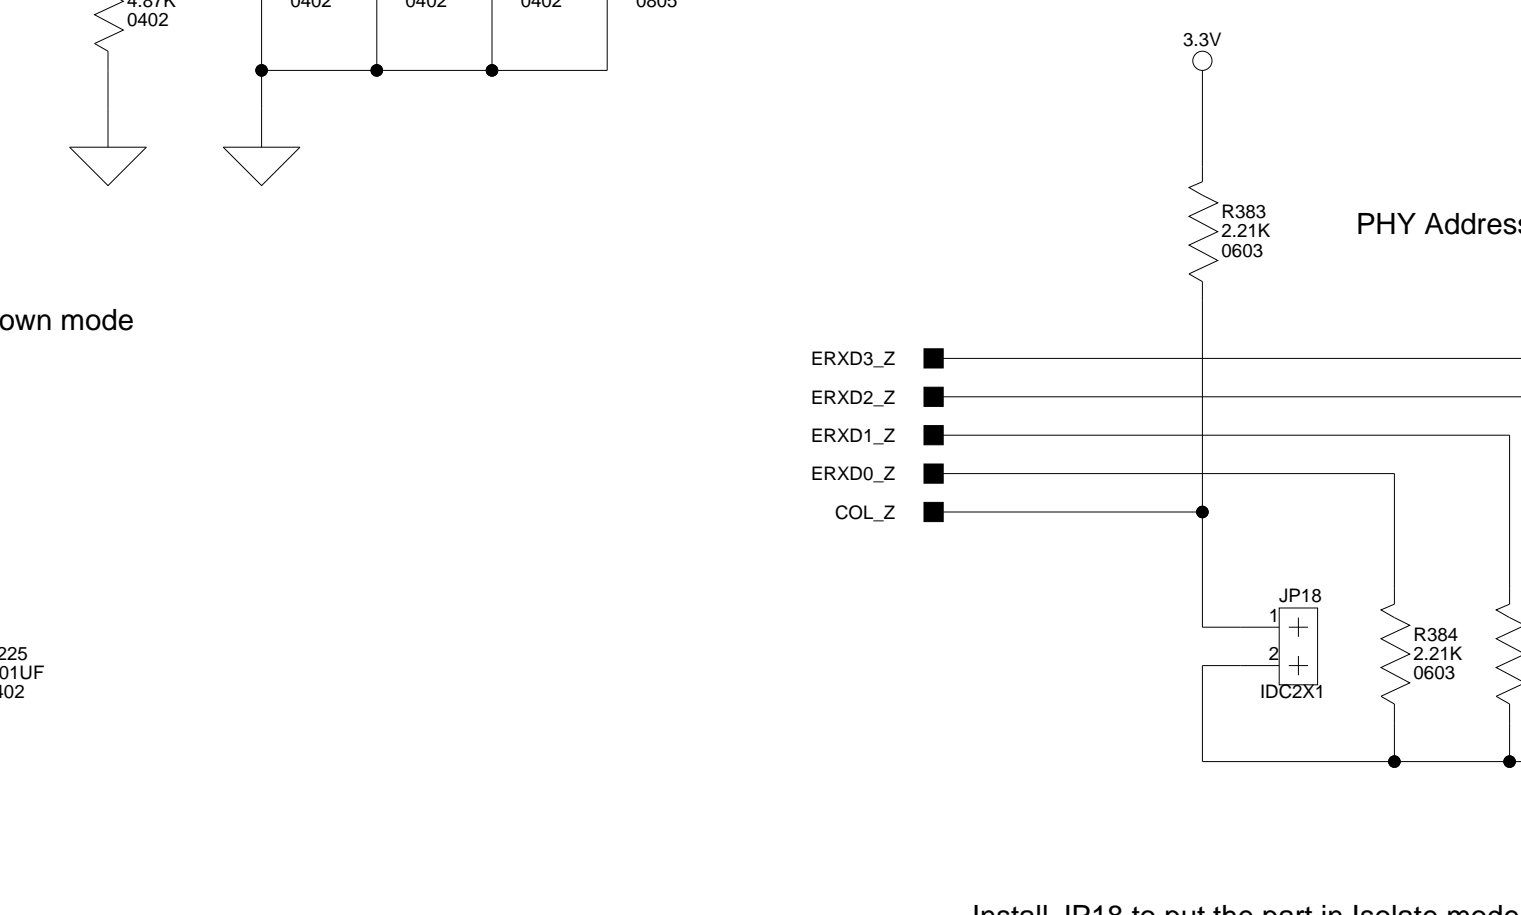 4.87K
0402
0402
0402
0402
0805
3.3V
R383
2.21K
0603
PHY Address
own mode
ERXD3_Z
ERXD2_Z
ERXD1_Z
ERXD0_Z
COL_Z
JP18
1
2
IDC2X1
R384
2.21K
0603
225
01UF
402
Install JP18 to put the part in Isolate mode